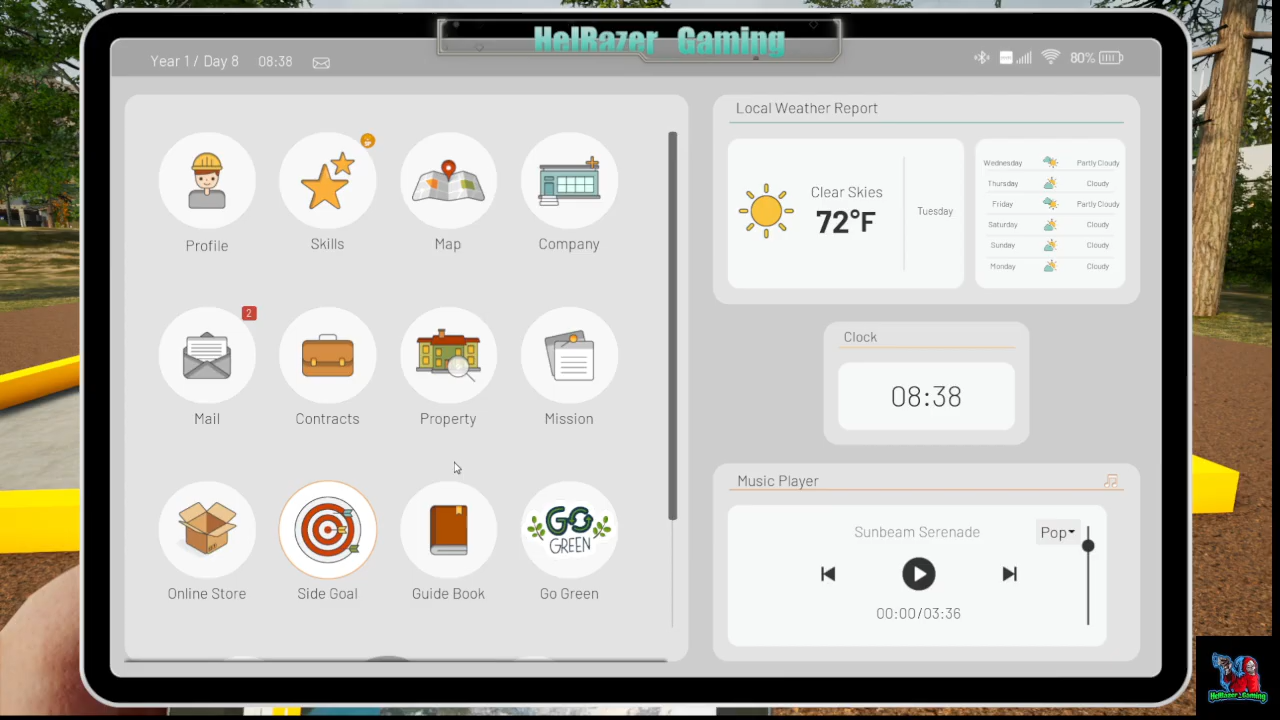 HelRazer Gaming
Year 1 / Day 8 08:38
80%
Profile
Skills
Map
Company
2
Mail
Contracts
Property
Mission
Online Store
Side Goal
Guide Book
GO GREEN
Go Green
Local Weather Report
Clear Skies
72°F
Tuesday
Wednesday Partly Cloudy
Thursday Cloudy
Friday Partly Cloudy
Saturday Cloudy
Sunday Cloudy
Monday Cloudy
Clock
08:38
Music Player
Sunbeam Serenade
Pop
00:00/03:36
HelRazer Gaming